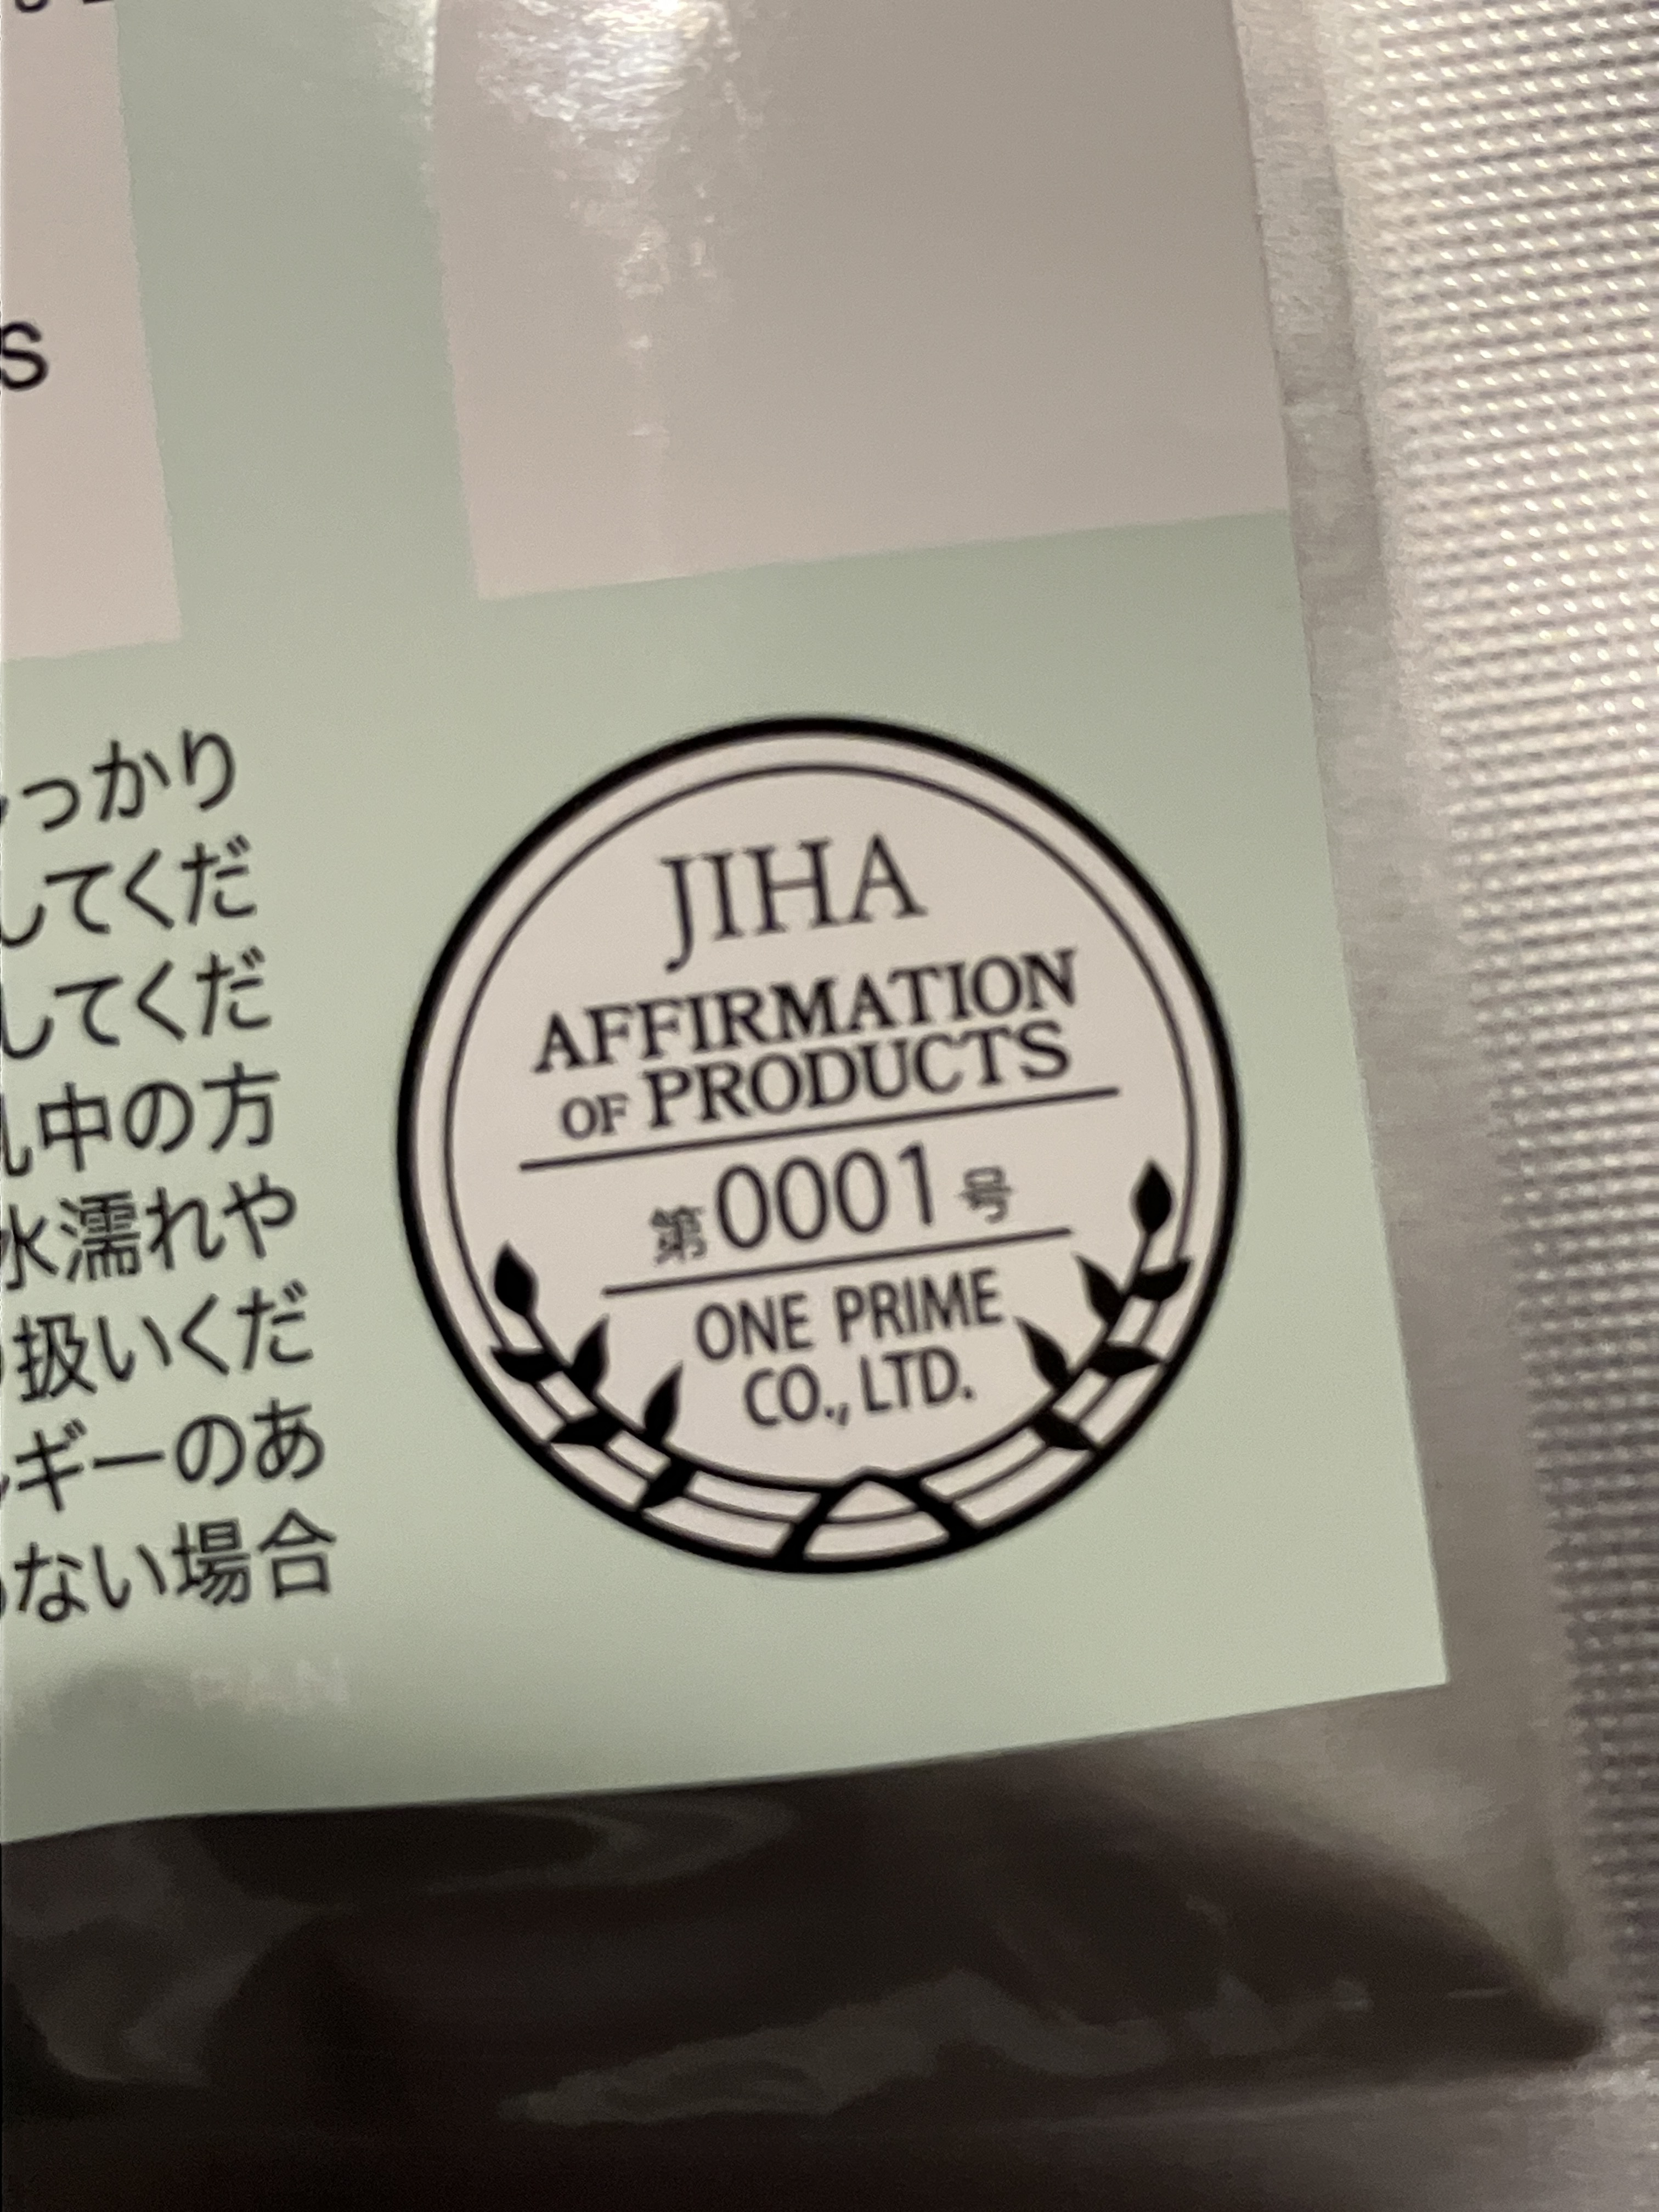 s
っかり
してくだ
してくだ
中の方
水濡れや
扱いくだ
ギーのあ
ない場合
JIHA
AFFIRMATION
OF PRODUCTS
第0001号
ONE PRIME
CO., LTD.